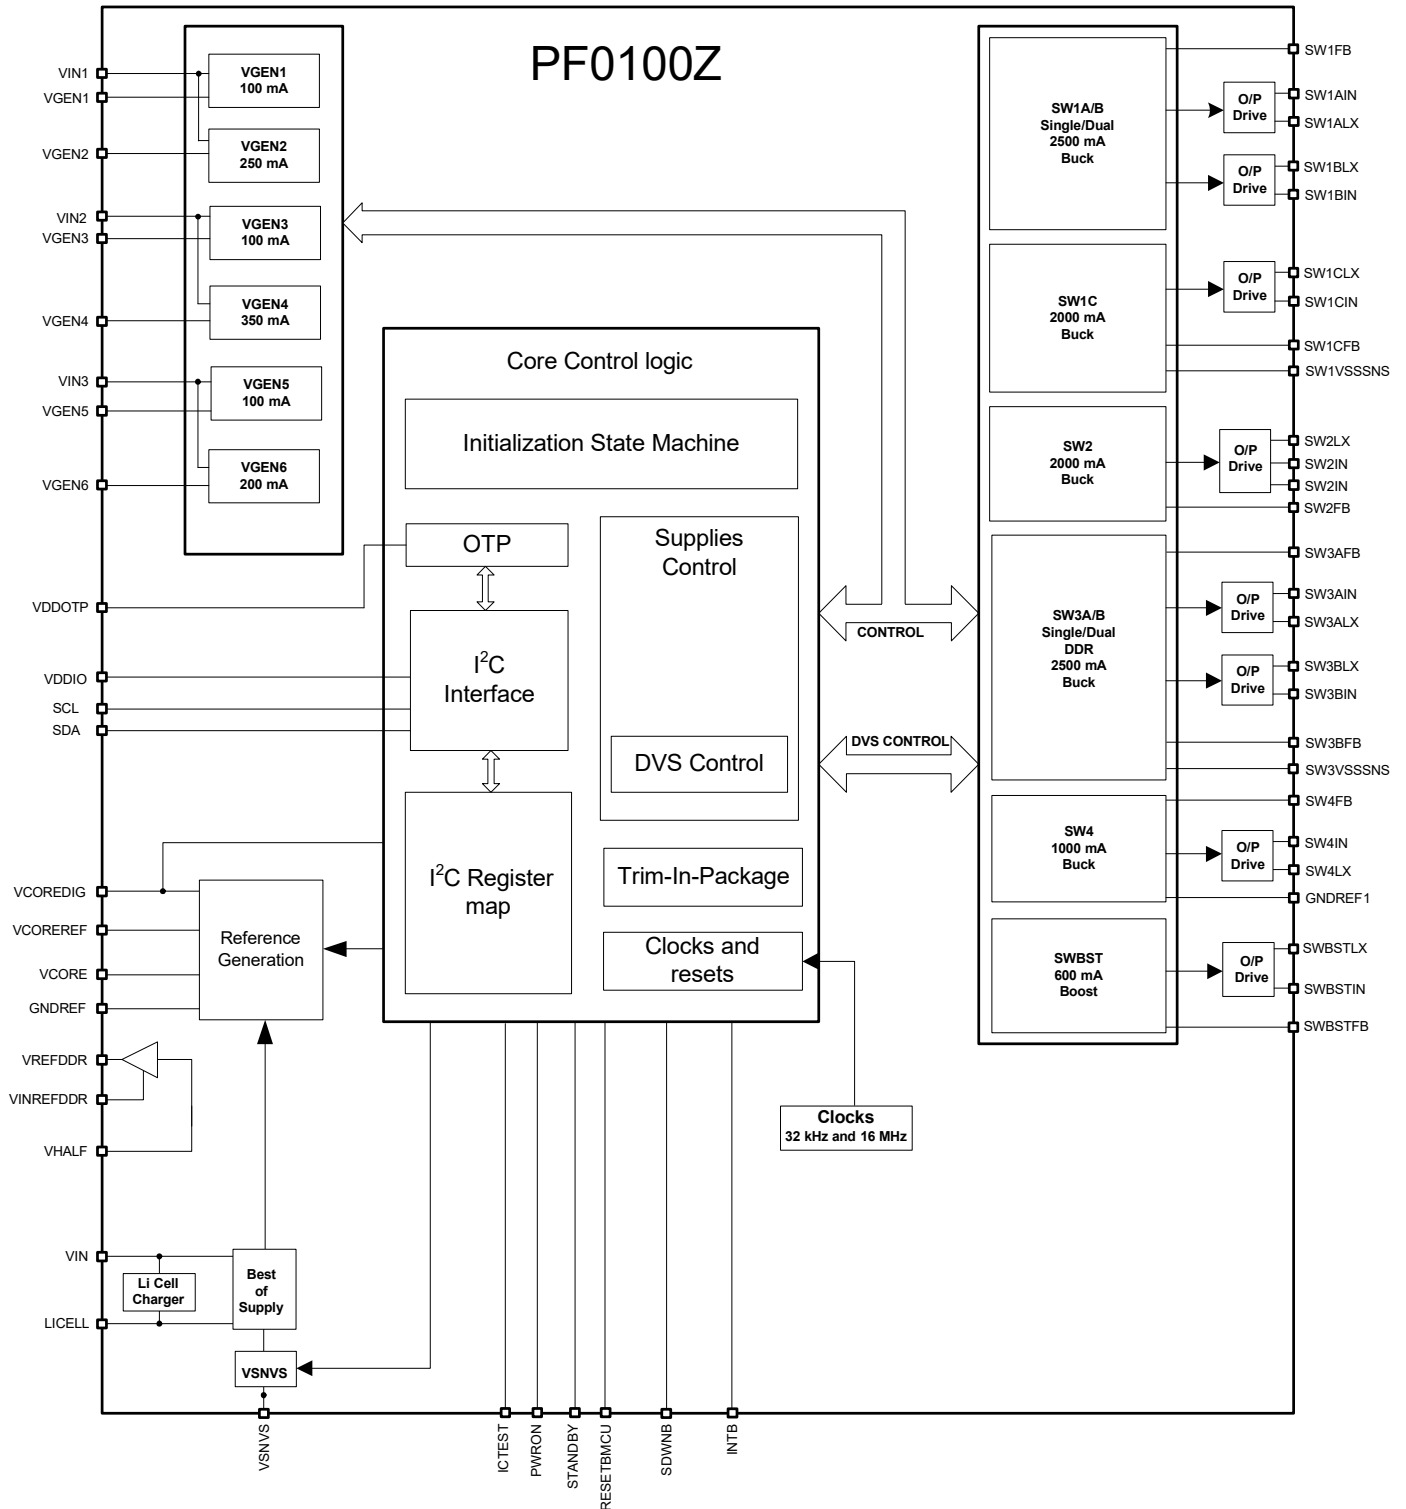 PF0100Z
VIN1
VGEN1
VGEN2
VIN2
VGEN3
VGEN4
VIN3
VGEN5
VGEN6
VDDOTP
VDDIO
SCL
SDA
VCOREDIG
VCOREREF
VCORE
GNDREF
VREFDDR
VINREFDDR
VHALF
VIN
LICELL
VGEN1
100 mA
VGEN2
250 mA
VGEN3
100 mA
VGEN4
350 mA
VGEN5
100 mA
VGEN6
200 mA
Core Control logic
Initialization State Machine
OTP
I²C
Interface
I²C Register
map
Supplies
Control
DVS Control
Trim-In-Package
Clocks and
resets
Reference
Generation
Li Cell
Charger
Best
of
Supply
VSNVS
Clocks
32 kHz and 16 MHz
CONTROL
DVS CONTROL
SW1A/B
Single/Dual
2500 mA
Buck
SW1C
2000 mA
Buck
SW2
2000 mA
Buck
SW3A/B
Single/Dual
DDR
2500 mA
Buck
SW4
1000 mA
Buck
SWBST
600 mA
Boost
O/P
Drive
O/P
Drive
O/P
Drive
O/P
Drive
O/P
Drive
O/P
Drive
O/P
Drive
O/P
Drive
SW1FB
SW1AIN
SW1ALX
SW1BLX
SW1BIN
SW1CLX
SW1CIN
SW1CFB
SW1VSSSNS
SW2LX
SW2IN
SW2IN
SW2FB
SW3AFB
SW3AIN
SW3ALX
SW3BLX
SW3BIN
SW3BFB
SW3VSSSNS
SW4FB
SW4IN
SW4LX
GNDREF1
SWBSTLX
SWBSTIN
SWBSTFB
VSNVS
ICTEST
PWRON
STANDBY
RESETBMCU
SDWNB
INTB